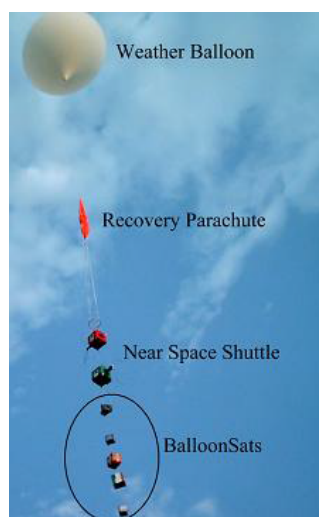 Weather Balloon
Recovery Parachute
Near Space Shuttle
BalloonSats